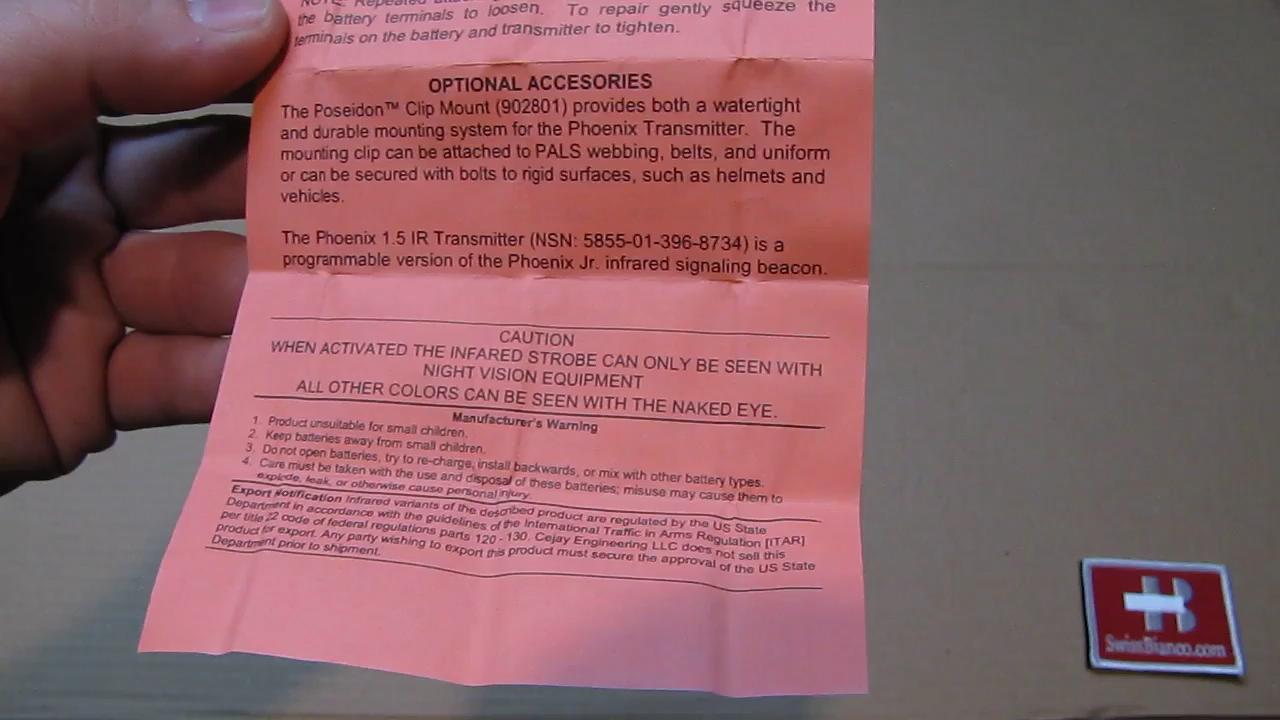 NOTE: Repeated
the battery terminals to loosen. To repair gently squeeze the
terminals on the battery and transmitter to tighten.
OPTIONAL ACCESORIES
The Poseidon™ Clip Mount (902801) provides both a watertight
and durable mounting system for the Phoenix Transmitter. The
mounting clip can be attached to PALS webbing, belts, and uniform
or can be secured with bolts to rigid surfaces, such as helmets and
vehicles.
The Phoenix 1.5 IR Transmitter (NSN: 5855-01-396-8734) is a
programmable version of the Phoenix Jr. infrared signaling beacon.
CAUTION
WHEN ACTIVATED THE INFARED STROBE CAN ONLY BE SEEN WITH
NIGHT VISION EQUIPMENT
ALL OTHER COLORS CAN BE SEEN WITH THE NAKED EYE.
Manufacturer's Warning
1. Product unsuitable for small children.
2. Keep batteries away from small children.
3. Do not open batteries, try to re-charge, install backwards, or mix with other battery types.
4. Care must be taken with the use and disposal of these batteries; misuse may cause them to
explode, leak, or otherwise cause personal injury.
Export Notification Infrared variants of the described product are regulated by the US State
Department in accordance with the guidelines of the International Traffic in Arms Regulation [ITAR]
per title 22 code of federal regulations parts 120 - 130. Cejay Engineering LLC does not sell this
product for export. Any party wishing to export this product must secure the approval of the US State
Department prior to shipment.
SwissBianco.com